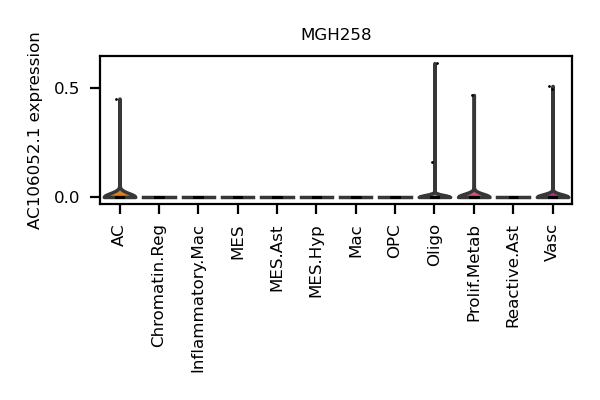 MGH258
AC106052.1 expression
0.5
0.0
AC
Chromatin.Reg
Inflammatory.Mac
MES
MES.Ast
MES.Hyp
Mac
OPC
Oligo
Prolif.Metab
Reactive.Ast
Vasc